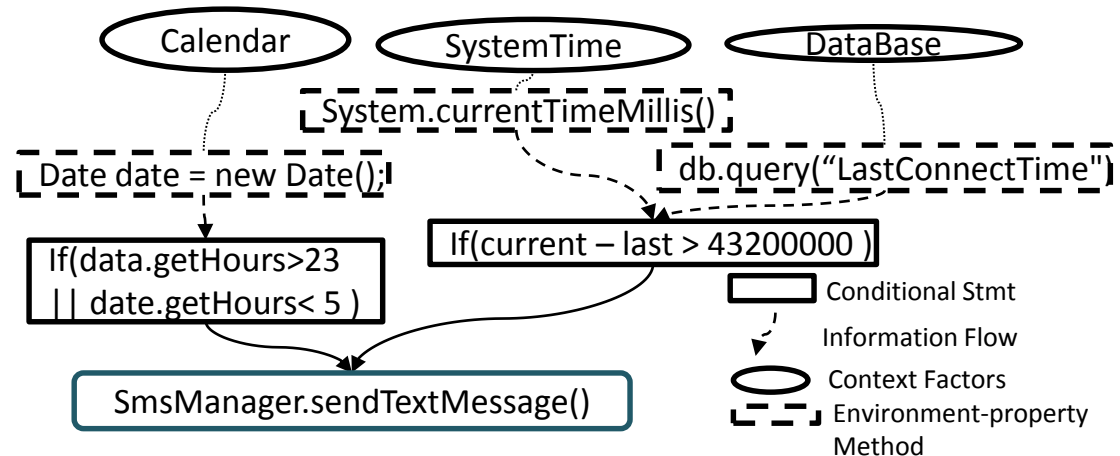 Calendar
SystemTime
DataBase
System.currentTimeMillis()
Date date = new Date();
db.query(“LastConnectTime")
If(data.getHours>23
|| date.getHours< 5 )
If(current – last > 43200000 )
SmsManager.sendTextMessage()
Conditional Stmt
Information Flow
Context Factors
Environment-property
Method